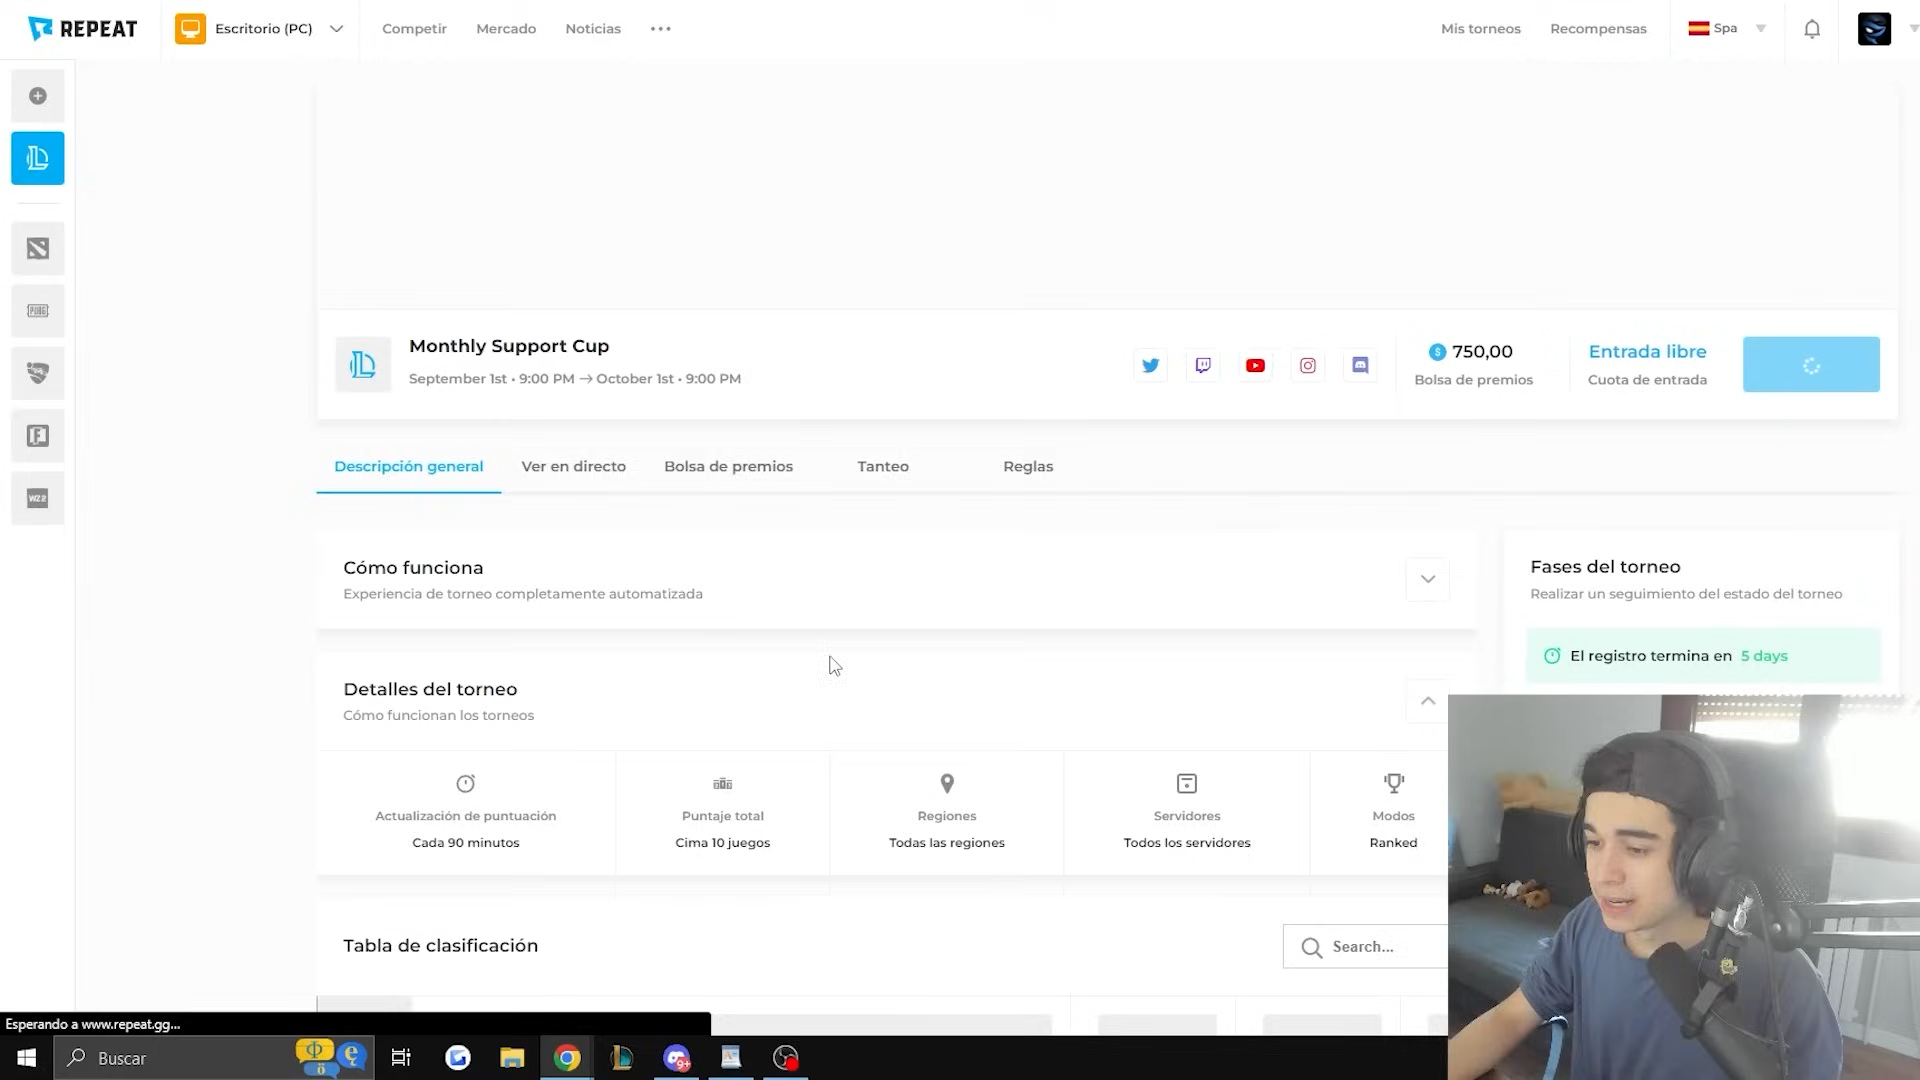 REPEAT
Escritorio (PC)
Competir
Mercado
Noticias
Mis torneos
Recompensas
Spa
PUBG
WZ2
Monthly Support Cup
September 1st • 9:00 PM → October 1st • 9:00 PM
750,00
Bolsa de premios
Entrada libre
Cuota de entrada
Descripción general
Ver en directo
Bolsa de premios
Tanteo
Reglas
Cómo funciona
Experiencia de torneo completamente automatizada
Fases del torneo
Realizar un seguimiento del estado del torneo
El registro termina en 5 days
Detalles del torneo
Cómo funcionan los torneos
Actualización de puntuación
Cada 90 minutos
Puntaje total
Cima 10 juegos
Regiones
Todas las regiones
Servidores
Todos los servidores
Modos
Ranked
Tabla de clasificación
Search...
Esperando a www.repeat.gg...
Buscar
9+